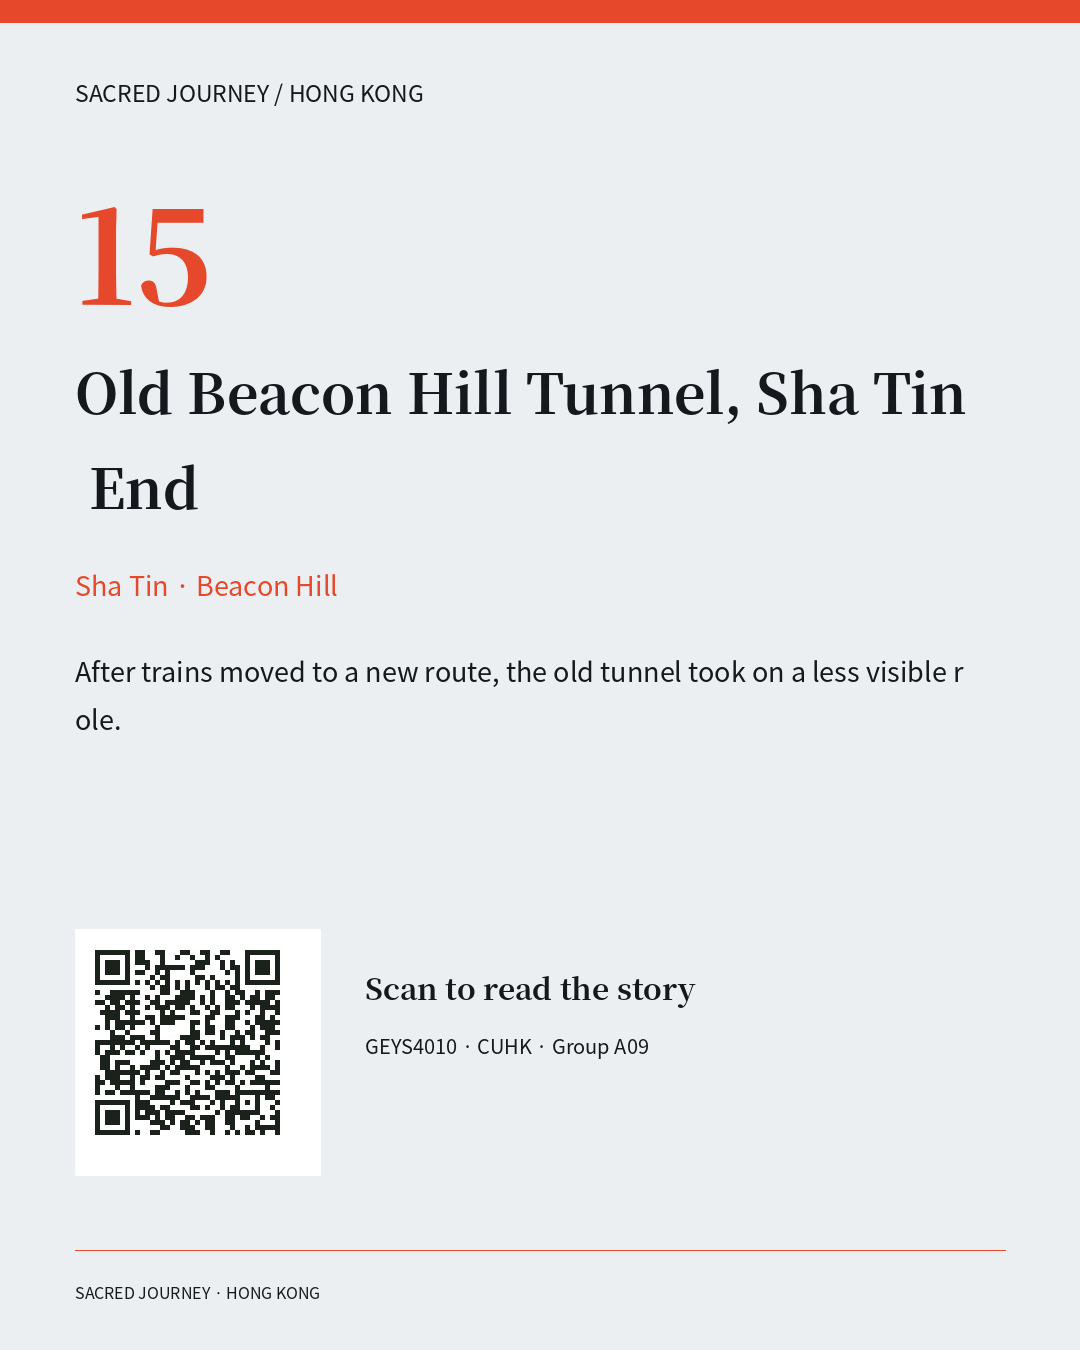 SACRED JOURNEY / HONG KONG
15
Old Beacon Hill Tunnel, Sha Tin
End
Sha Tin · Beacon Hill
After trains moved to a new route, the old tunnel took on a less visible r
ole.
Scan to read the story
GEYS4010 · CUHK · Group A09
SACRED JOURNEY · HONG KONG